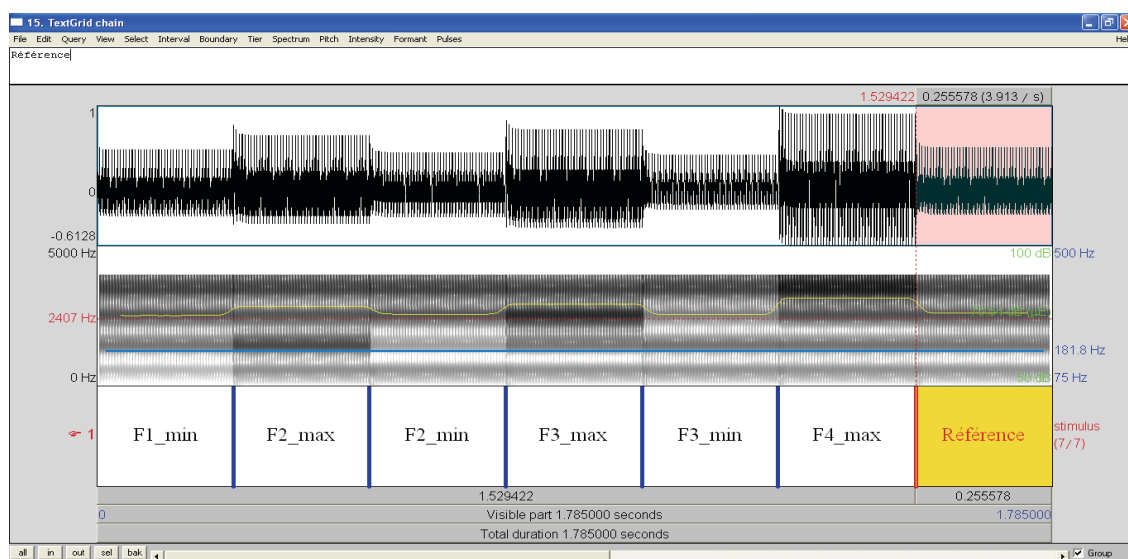 15. TextGrid chain
File Edit Query View Select Interval Boundary Tier Spectrum Pitch Intensity Formant Pulses Hel
Référence
1.529422 0.255578 (3.913 / s)
1
0
-0.6128
5000 Hz 100 dB 500 Hz
2407 Hz
181.8 Hz
0 Hz 50 dB 75 Hz
1 F1_min F2_max F2_min F3_max F3_min F4_max Référence stimulus
(7/7)
1.529422 0.255578
0 Visible part 1.785000 seconds 1.785000
Total duration 1.785000 seconds
all in out sel bak Group